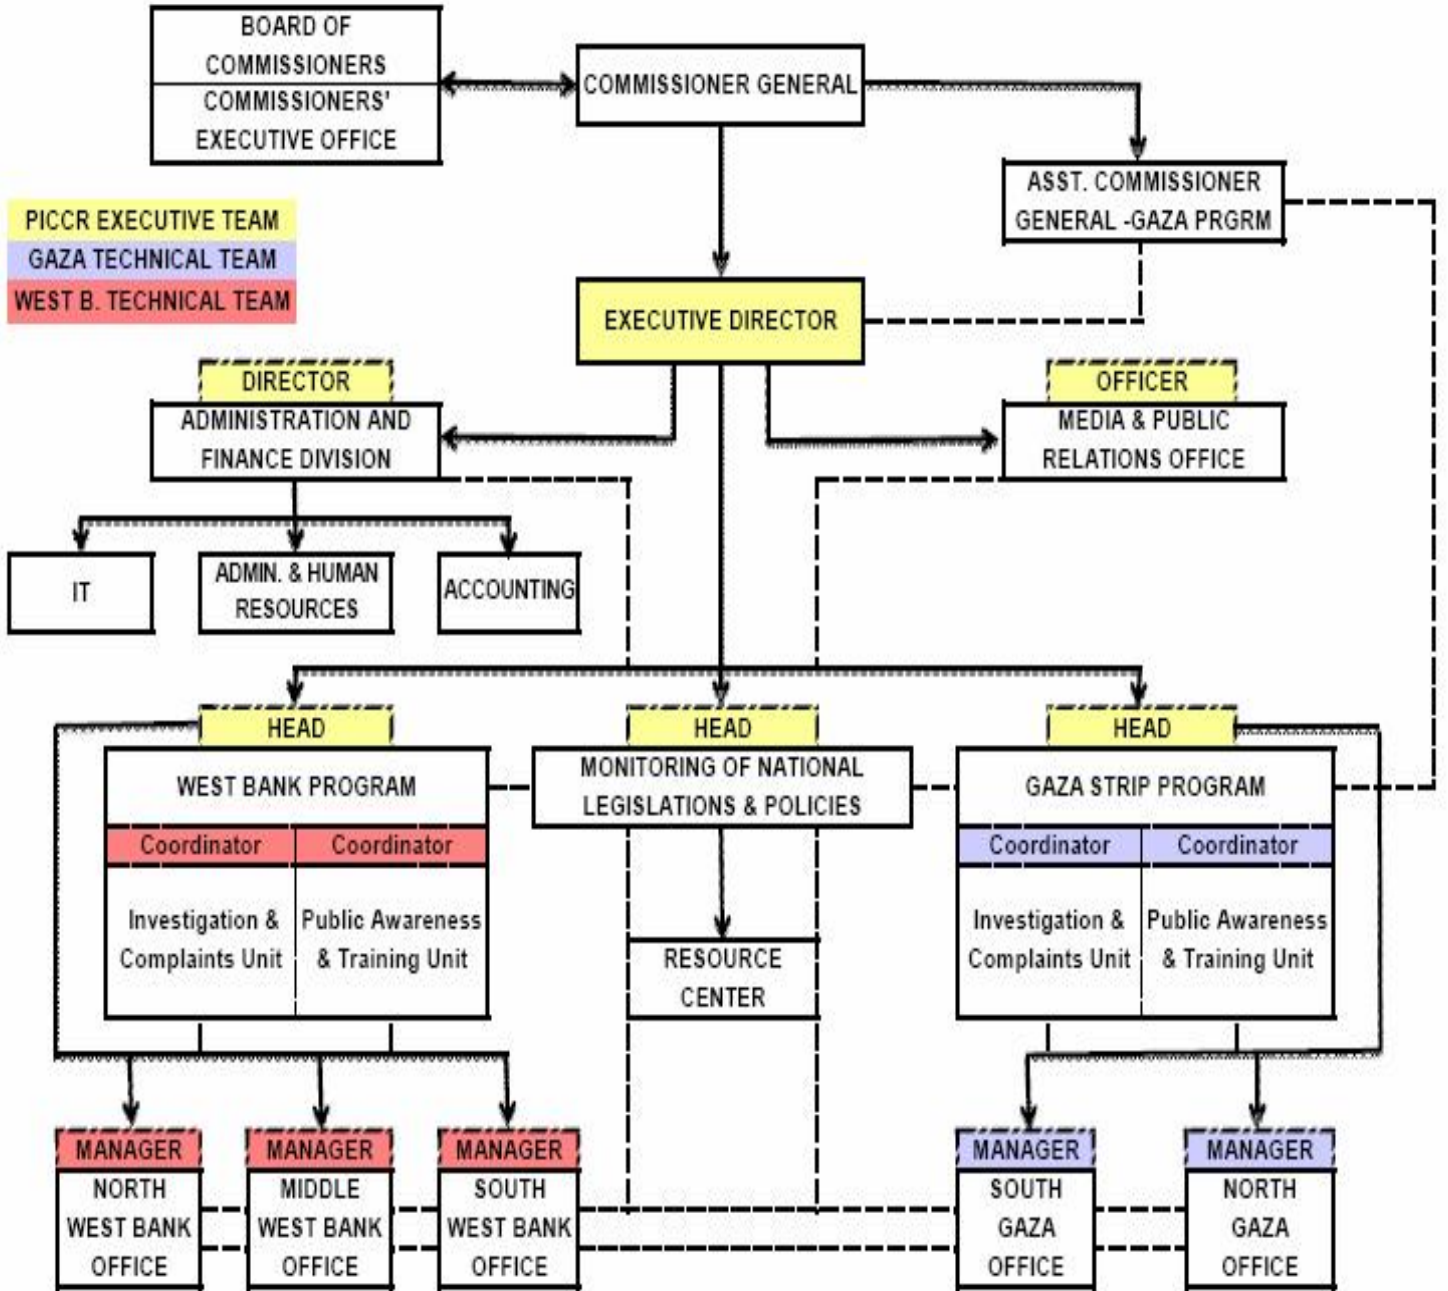 BOARD OF
COMMISSIONERS
COMMISSIONERS'
EXECUTIVE OFFICE
COMMISSIONER GENERAL
ASST. COMMISSIONER
GENERAL -GAZA PRGRM
PICCR EXECUTIVE TEAM
GAZA TECHNICAL TEAM
WEST B. TECHNICAL TEAM
EXECUTIVE DIRECTOR
DIRECTOR
ADMINISTRATION AND
FINANCE DIVISION
OFFICER
MEDIA & PUBLIC
RELATIONS OFFICE
IT
ADMIN. & HUMAN
RESOURCES
ACCOUNTING
HEAD
WEST BANK PROGRAM
Coordinator
Investigation &
Complaints Unit
Coordinator
Public Awareness
& Training Unit
HEAD
MONITORING OF NATIONAL
LEGISLATIONS & POLICIES
RESOURCE
CENTER
HEAD
GAZA STRIP PROGRAM
Coordinator
Investigation &
Complaints Unit
Coordinator
Public Awareness
& Training Unit
MANAGER
NORTH
WEST BANK
OFFICE
MANAGER
MIDDLE
WEST BANK
OFFICE
MANAGER
SOUTH
WEST BANK
OFFICE
MANAGER
SOUTH
GAZA
OFFICE
MANAGER
NORTH
GAZA
OFFICE